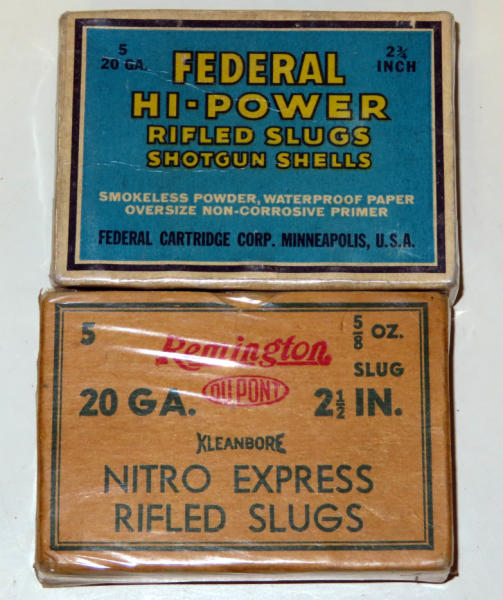 5
20 GA.
2¾
INCH
FEDERAL
HI-POWER
RIFLED SLUGS
SHOTGUN SHELLS
SMOKELESS POWDER, WATERPROOF PAPER
OVERSIZE NON-CORROSIVE PRIMER
FEDERAL CARTRIDGE CORP. MINNEAPOLIS, U.S.A.
5
Remington
⅝ OZ.
SLUG
DU PONT
20 GA.
2½ IN.
KLEANBORE
NITRO EXPRESS
RIFLED SLUGS